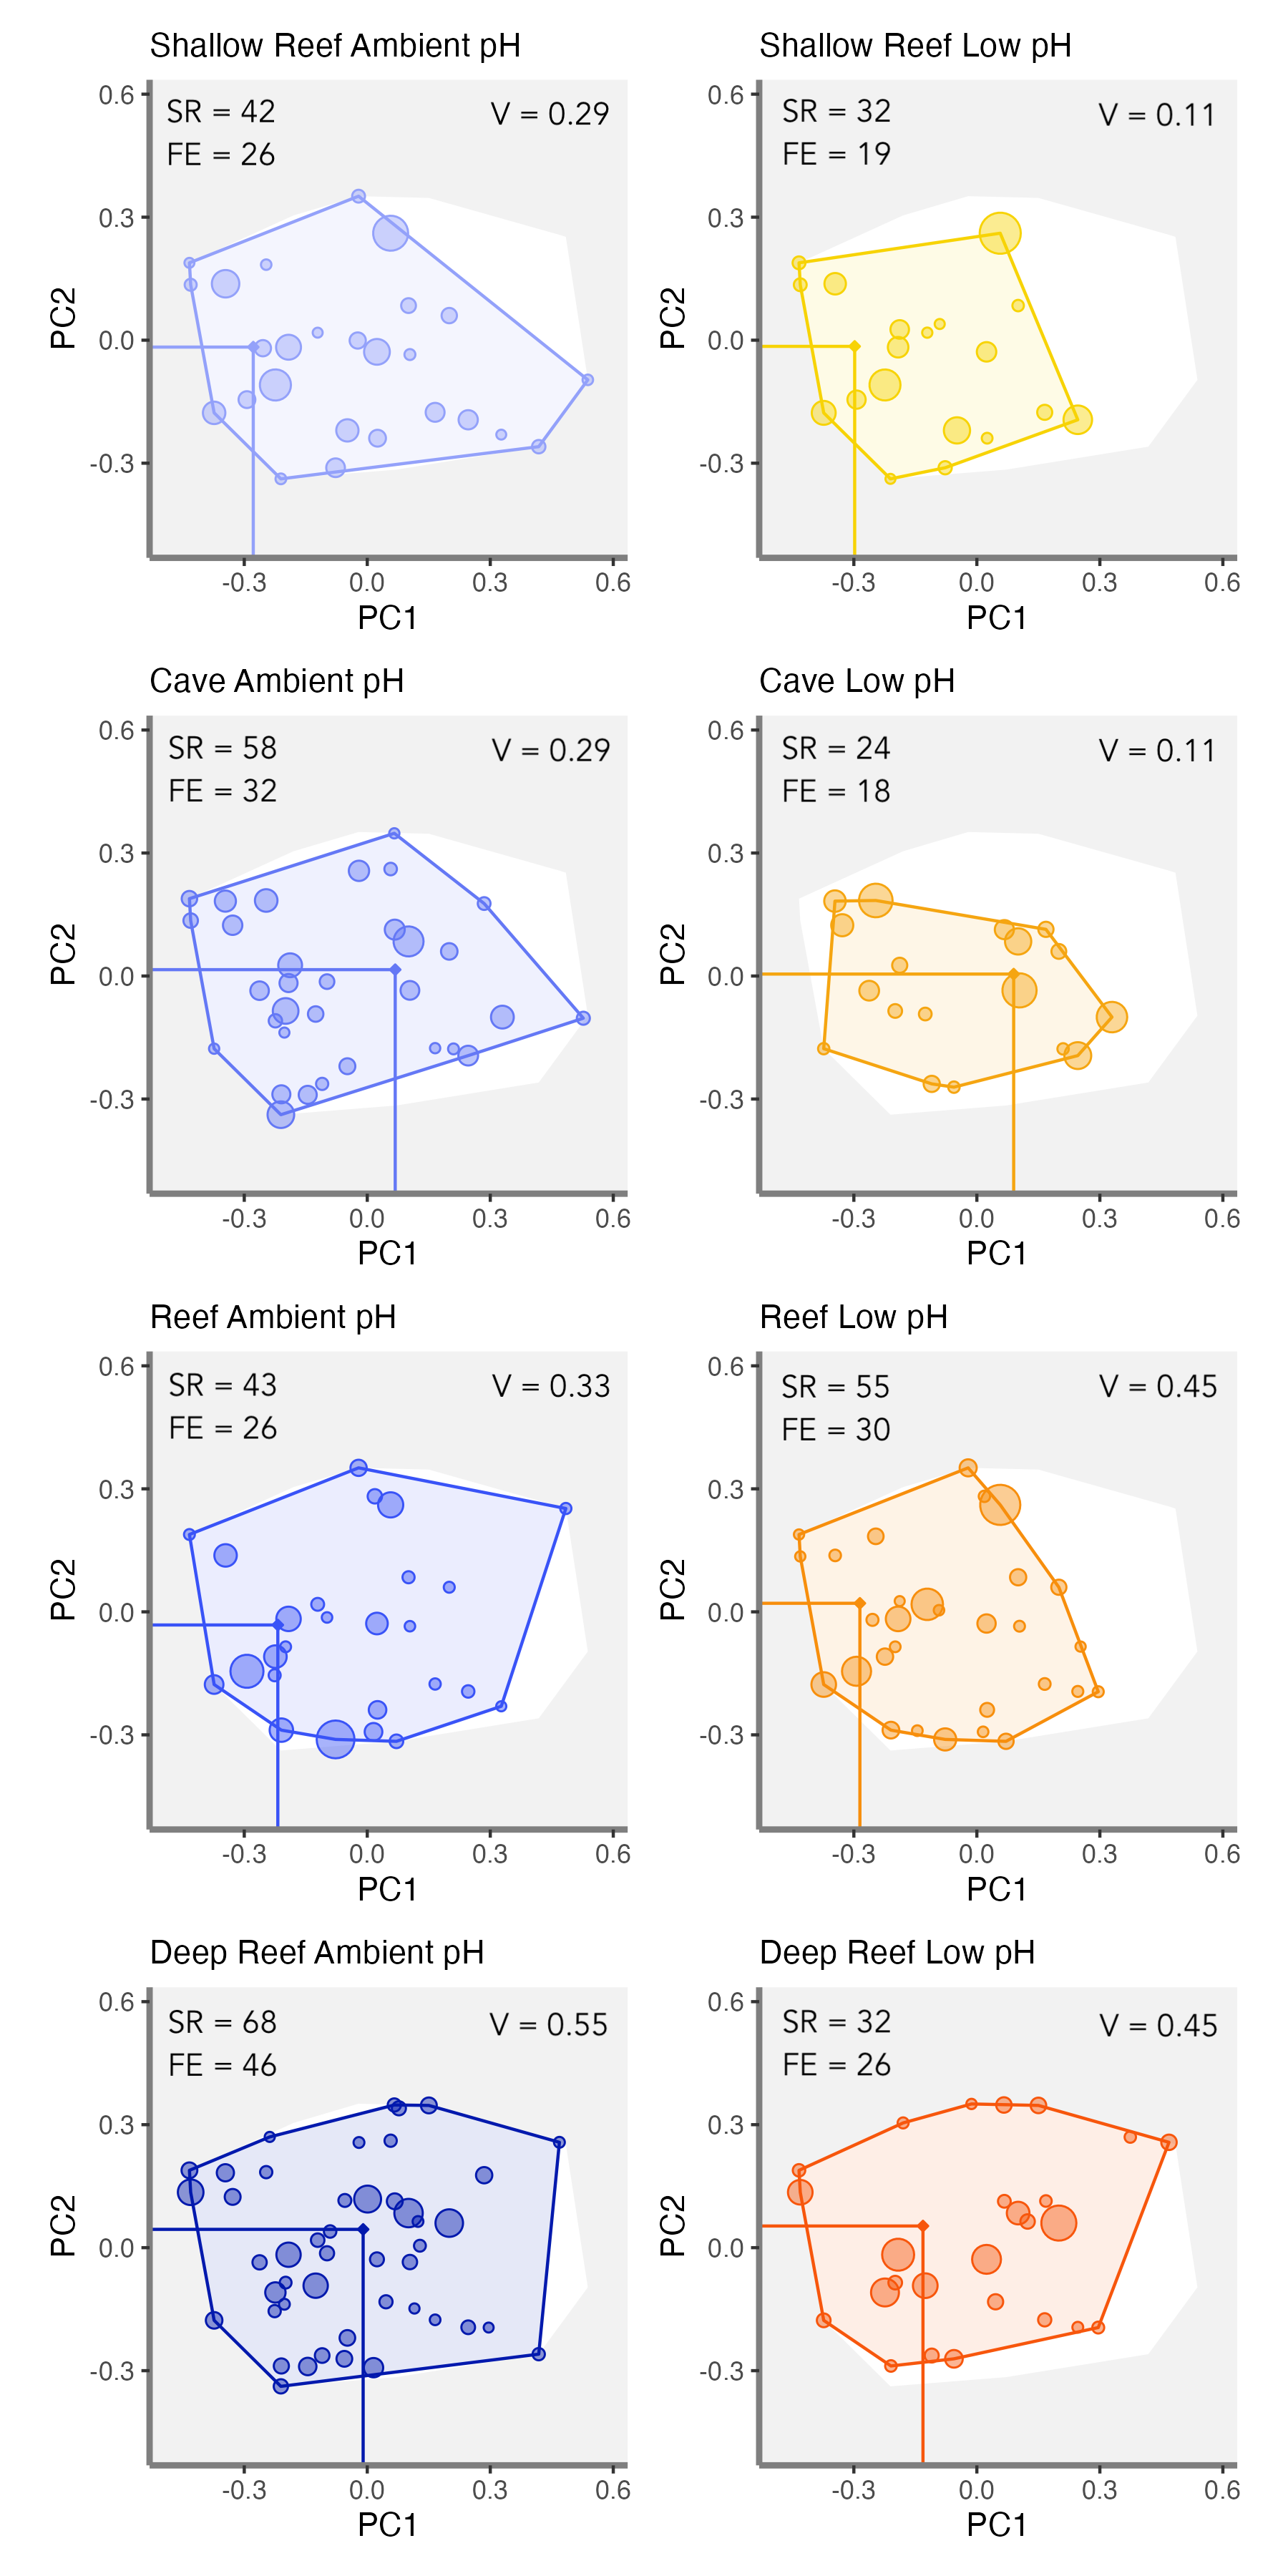 Shallow Reef Ambient pH
SR = 42
V = 0.29
FE = 26
0.6
0.3
0.0
-0.3
PC2
-0.3 0.0 0.3 0.6
PC1
Shallow Reef Low pH
SR = 32
V = 0.11
FE = 19
0.6
0.3
0.0
-0.3
PC2
-0.3 0.0 0.3 0.6
PC1
Cave Ambient pH
SR = 58
V = 0.29
FE = 32
0.6
0.3
0.0
-0.3
PC2
-0.3 0.0 0.3 0.6
PC1
Cave Low pH
SR = 24
V = 0.11
FE = 18
0.6
0.3
0.0
-0.3
PC2
-0.3 0.0 0.3 0.6
PC1
Reef Ambient pH
SR = 43
V = 0.33
FE = 26
0.6
0.3
0.0
-0.3
PC2
-0.3 0.0 0.3 0.6
PC1
Reef Low pH
SR = 55
V = 0.45
FE = 30
0.6
0.3
0.0
-0.3
PC2
-0.3 0.0 0.3 0.6
PC1
Deep Reef Ambient pH
SR = 68
V = 0.55
FE = 46
0.6
0.3
0.0
-0.3
PC2
-0.3 0.0 0.3 0.6
PC1
Deep Reef Low pH
SR = 32
V = 0.45
FE = 26
0.6
0.3
0.0
-0.3
PC2
-0.3 0.0 0.3 0.6
PC1